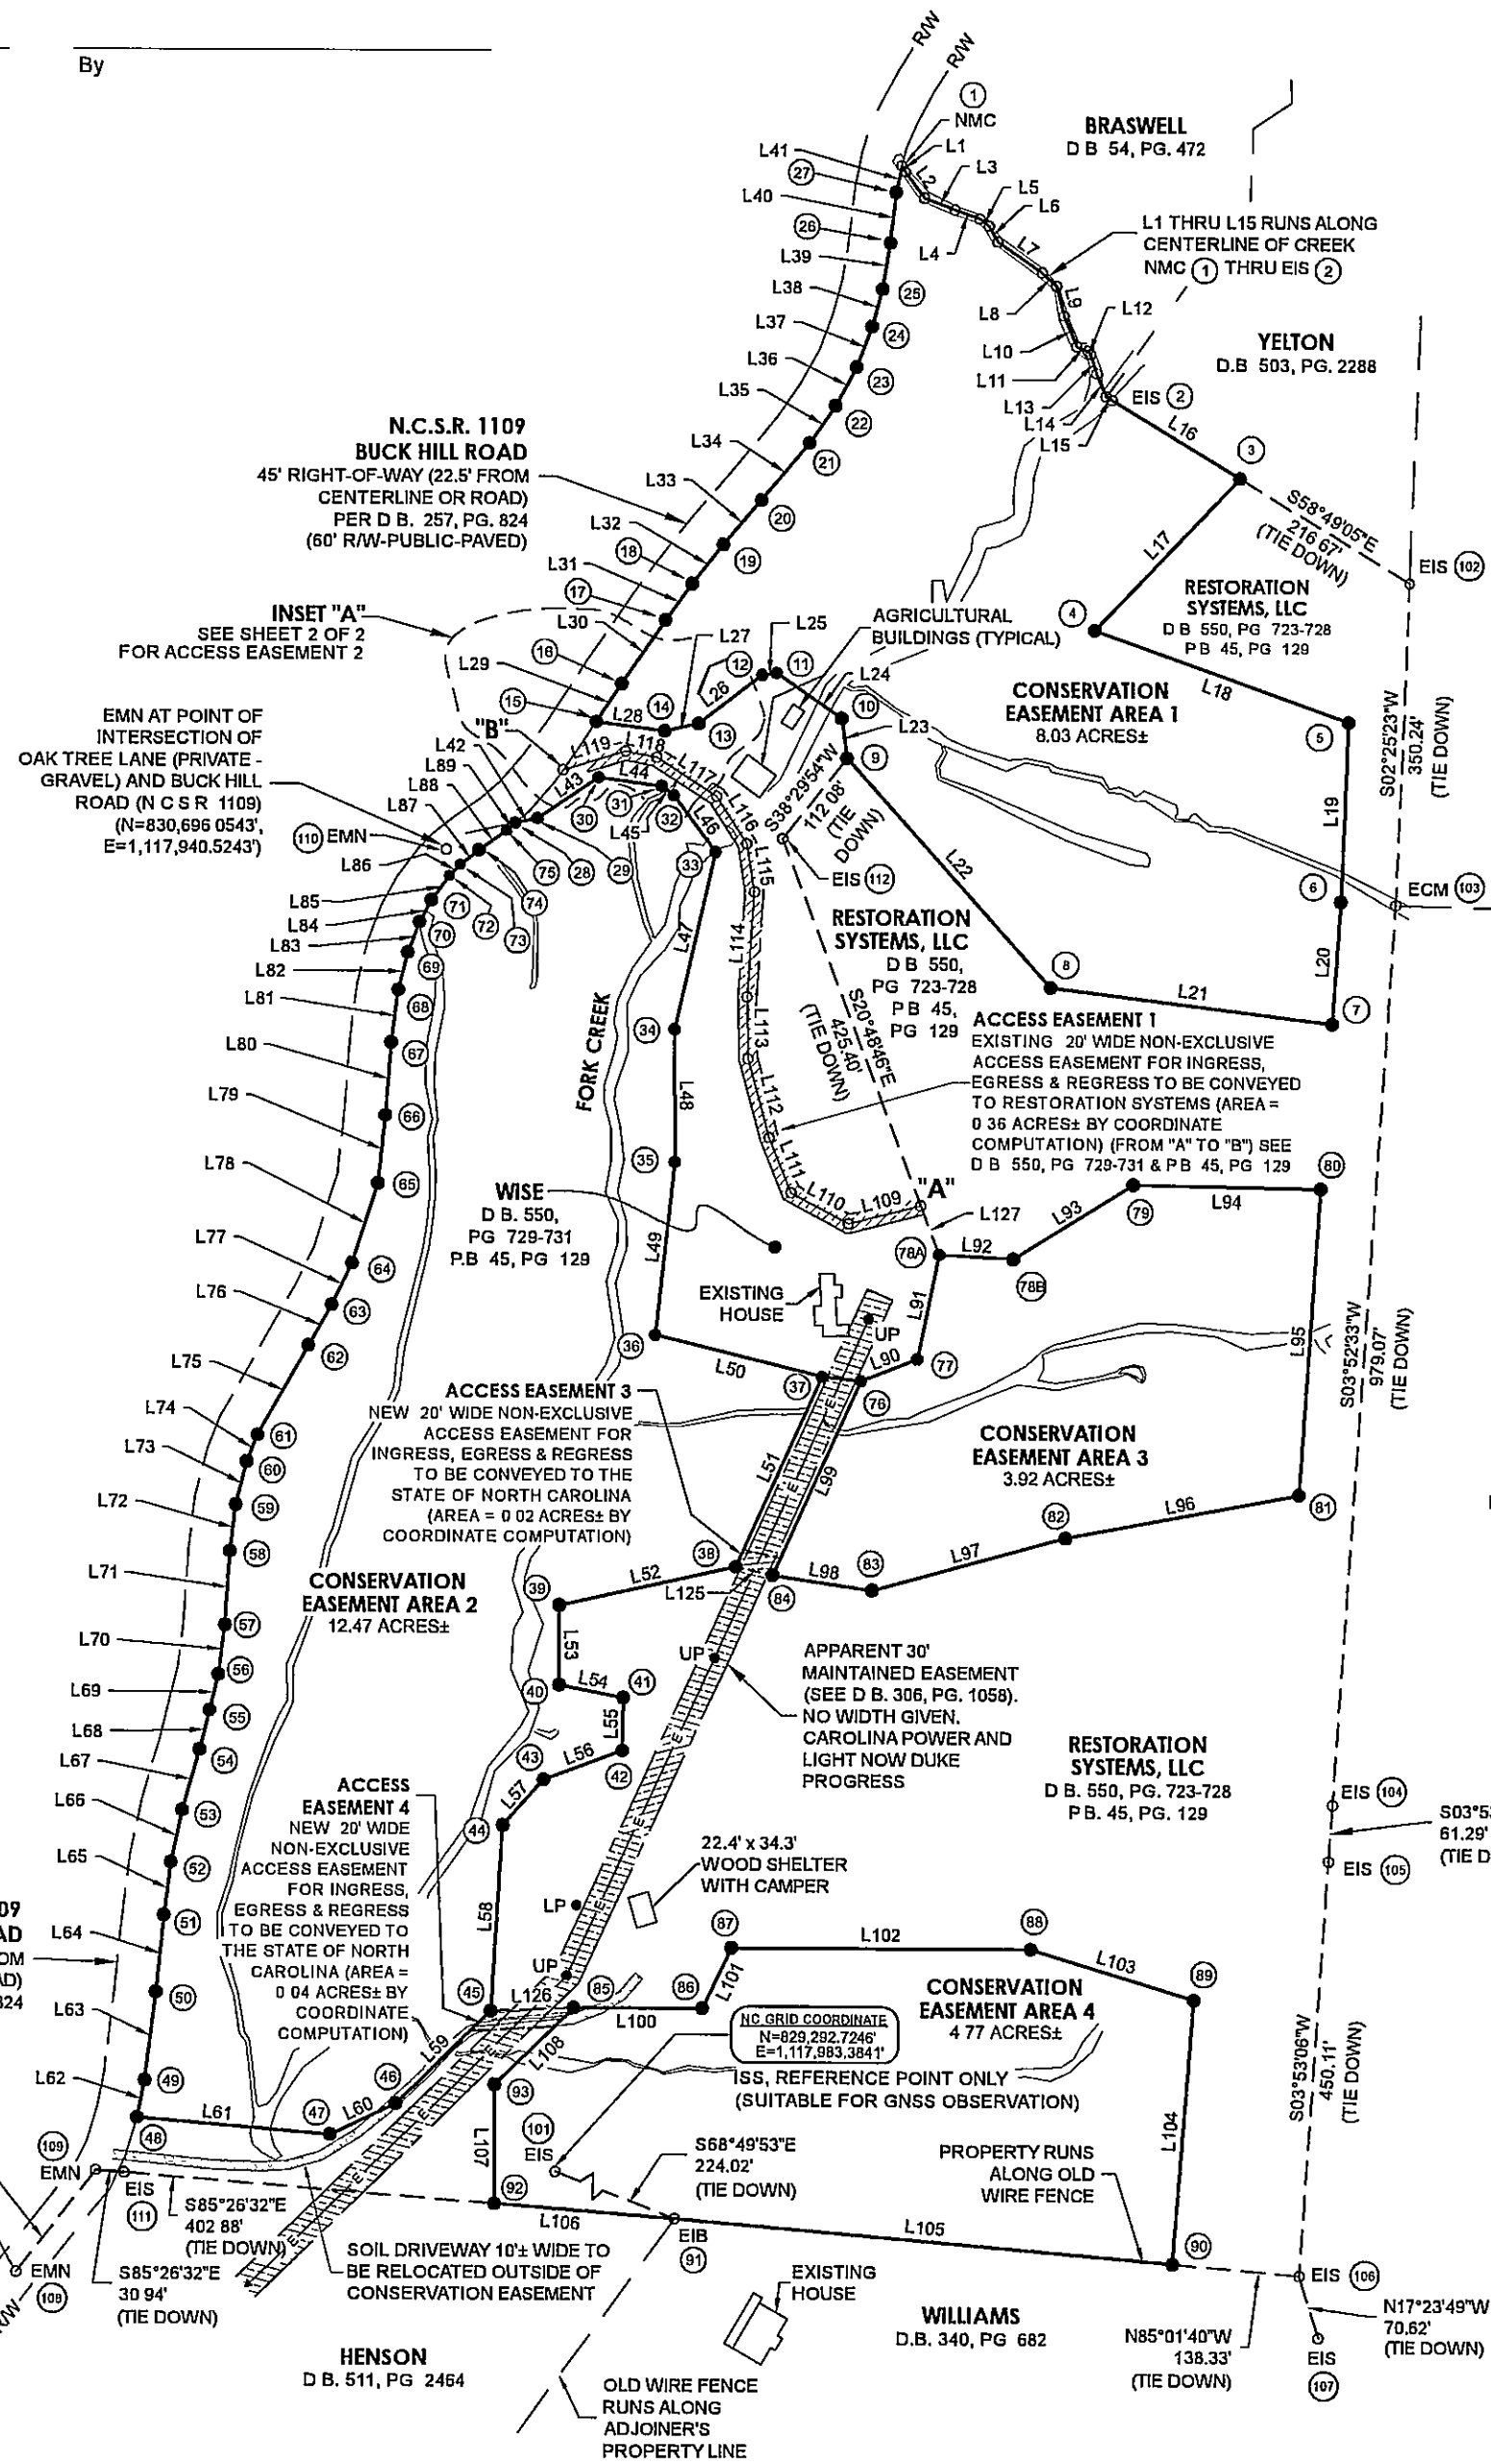 By
R/W
R/W
1
NMC
BRASWELL
D B 54, PG. 472
L41
L1
L3
27
L2
L5
L40
L6
L1 THRU L15 RUNS ALONG
CENTERLINE OF CREEK
NMC 1 THRU EIS 2
26
L4
L7
L39
L38
25
L8
L9
L12
L37
24
L10
YELTON
D.B 503, PG. 2288
L36
23
L11
L35
22
L13
EIS 2
L14
L16
L15
N.C.S.R. 1109
BUCK HILL ROAD
45' RIGHT-OF-WAY (22.5' FROM
CENTERLINE OR ROAD)
PER D B. 257, PG. 824
(60' R/W-PUBLIC-PAVED)
L34
21
3
L33
20
S58°49'05"E
216 67'
(TIE DOWN)
L32
19
L17
18
L31
EIS 102
17
RESTORATION
SYSTEMS, LLC
D B 550, PG 723-728
P B 45, PG 129
INSET "A"
SEE SHEET 2 OF 2
FOR ACCESS EASEMENT 2
L30
L27
L25
AGRICULTURAL
BUILDINGS (TYPICAL)
4
L29
16
12
11
L24
L26
10
15
L28
14
13
L23
CONSERVATION
EASEMENT AREA 1
8.03 ACRES±
L18
5
S02°25'23"W
350.24'
(TIE DOWN)
EMN AT POINT OF
INTERSECTION OF
OAK TREE LANE (PRIVATE -
GRAVEL) AND BUCK HILL
ROAD (N C S R 1109)
(N=830,696 0543',
E=1,117,940.5243')
"B"
L119
L118
L117
9
L42
L89
L88
L87
L43
L44
30
31
L45
32
L46
L116
S38°29'54"W
112 08'
(TIE
DOWN)
L19
110 EMN
L86
75
28
29
33
L115
EIS 112
L22
6
ECM 103
L85
71
72
73
74
L84
70
L83
69
L47
L114
RESTORATION
SYSTEMS, LLC
D B 550,
PG 723-728
P B 45,
PG 129
L20
L82
68
8
L81
L21
7
67
34
L113
S20°48'46"E
425.40'
(TIE DOWN)
ACCESS EASEMENT 1
EXISTING 20' WIDE NON-EXCLUSIVE
ACCESS EASEMENT FOR INGRESS,
EGRESS & REGRESS TO BE CONVEYED
TO RESTORATION SYSTEMS (AREA =
0 36 ACRES± BY COORDINATE
COMPUTATION) (FROM "A" TO "B") SEE
D B 550, PG 729-731 & PB 45, PG 129
L80
FORK CREEK
L48
L112
L79
66
L78
35
L111
65
L110
L109
"A"
80
WISE
D B. 550,
PG 729-731
P.B 45, PG 129
79
L94
L77
L49
L127
L93
64
78A
L92
78B
L76
63
EXISTING
HOUSE
L91
62
36
UP
L95
L75
L50
L90
77
37
76
S03°52'33"W
979.07'
(TIE DOWN)
L74
61
ACCESS EASEMENT 3
NEW 20' WIDE NON-EXCLUSIVE
ACCESS EASEMENT FOR
INGRESS, EGRESS & REGRESS
TO BE CONVEYED TO THE
STATE OF NORTH CAROLINA
(AREA = 0 02 ACRES± BY
COORDINATE COMPUTATION)
E
L73
60
L51
L99
CONSERVATION
EASEMENT AREA 3
3.92 ACRES±
L72
59
E
L96
81
58
82
38
L97
L71
CONSERVATION
EASEMENT AREA 2
12.47 ACRES±
39
L52
L125
L98
83
84
57
L53
L70
UP
APPARENT 30'
MAINTAINED EASEMENT
(SEE D B. 306, PG. 1058).
NO WIDTH GIVEN.
CAROLINA POWER AND
LIGHT NOW DUKE
PROGRESS
56
40
L54
41
L69
E
55
L55
L68
54
43
L56
42
RESTORATION
SYSTEMS, LLC
D B. 550, PG. 723-728
P B. 45, PG. 129
L67
L66
ACCESS
EASEMENT 4
NEW 20' WIDE
NON-EXCLUSIVE
ACCESS EASEMENT
FOR INGRESS,
EGRESS & REGRESS
TO BE CONVEYED TO
THE STATE OF NORTH
CAROLINA (AREA =
0 04 ACRES± BY
COORDINATE
COMPUTATION)
L57
53
44
E
EIS 104
L65
52
22.4' x 34.3'
WOOD SHELTER
WITH CAMPER
S03°53
61.29'
(TIE D
EIS 105
09
AD
OM
AD)
824
51
L64
L58
LP
E
87
L102
88
50
UP
L101
L103
89
L63
45
L126
85
86
L100
CONSERVATION
EASEMENT AREA 4
4 77 ACRES±
NC GRID COORDINATE
N=829,292.7246'
E=1,117,983.3841'
L59
49
46
E
L108
L62
ISS, REFERENCE POINT ONLY
(SUITABLE FOR GNSS OBSERVATION)
S03°53'06"W
450.11'
(TIE DOWN)
L61
47
L60
93
48
101
EIS
L107
S68°49'53"E
224.02'
(TIE DOWN)
PROPERTY RUNS
ALONG OLD
WIRE FENCE
L104
109
EMN
EIS
111
E
92
S85°26'32"E
402 88'
(TIE DOWN)
L106
EIB
91
L105
90
EMN
108
S85°26'32"E
30 94'
(TIE DOWN)
E
SOIL DRIVEWAY 10'± WIDE TO
BE RELOCATED OUTSIDE OF
CONSERVATION EASEMENT
EIS 106
EXISTING
HOUSE
R/W
WILLIAMS
D.B. 340, PG 682
N85°01'40"W
138.33'
(TIE DOWN)
N17°23'49"W
70.62'
(TIE DOWN)
EIS
107
HENSON
D B. 511, PG 2464
OLD WIRE FENCE
RUNS ALONG
ADJOINER'S
PROPERTY LINE